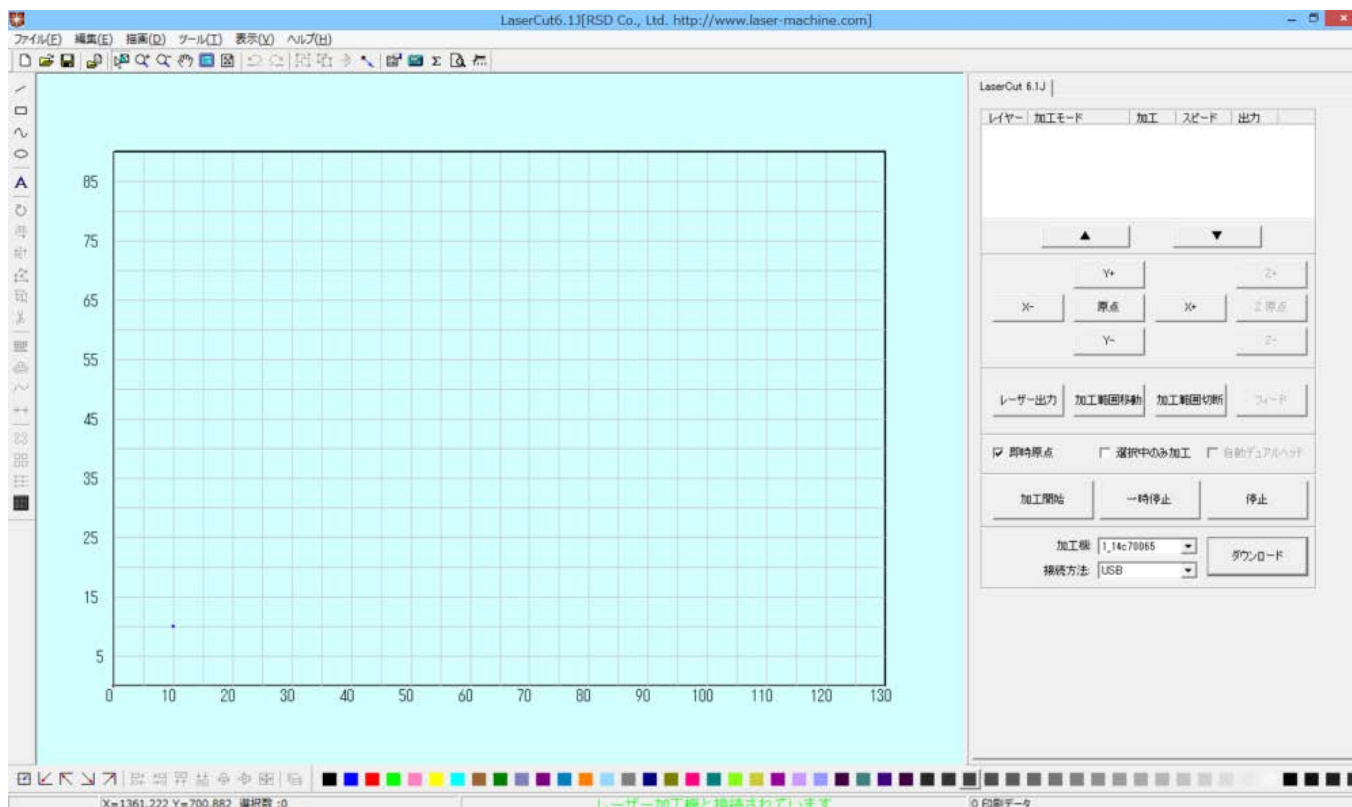 LaserCut6.1J[RSD Co., Ltd. http://www.laser-machine.com]
ファイル(F) 編集(E) 描画(D) ツール(T) 表示(V) ヘルプ(H)
A
Σ
LaserCut 6.1J
レイヤー 加工モード 加工 スピード 出力
▲ ▼
Y+ Z+
X- 原点 X+ Z 原点
Y- Z-
レーザー出力 加工範囲移動 加工範囲切断 フィード
即時原点 選択中のみ加工 自動デュアルヘッド
加工開始 一時停止 停止
加工機: 1_14c70065 ダウンロード
接続方法: USB
85
75
65
55
45
35
25
15
5
0 10 20 30 40 50 60 70 80 90 100 110 120 130
X=1361.222 Y=700.882 選択数 :0 レーザー加工機と接続されています 0 印刷データ